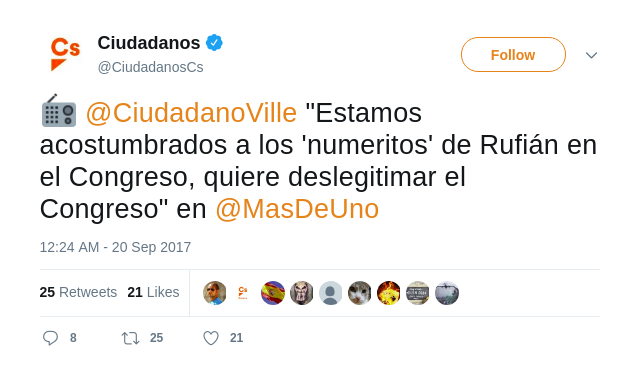 Cs
Ciudadanos
@CiudadanosCs
Follow
@CiudadanoVille "Estamos
acostumbrados a los 'numeritos' de Rufián en
el Congreso, quiere deslegitimar el
Congreso" en @MasDeUno
12:24 AM - 20 Sep 2017
25 Retweets 21 Likes
Cs
8 25 21